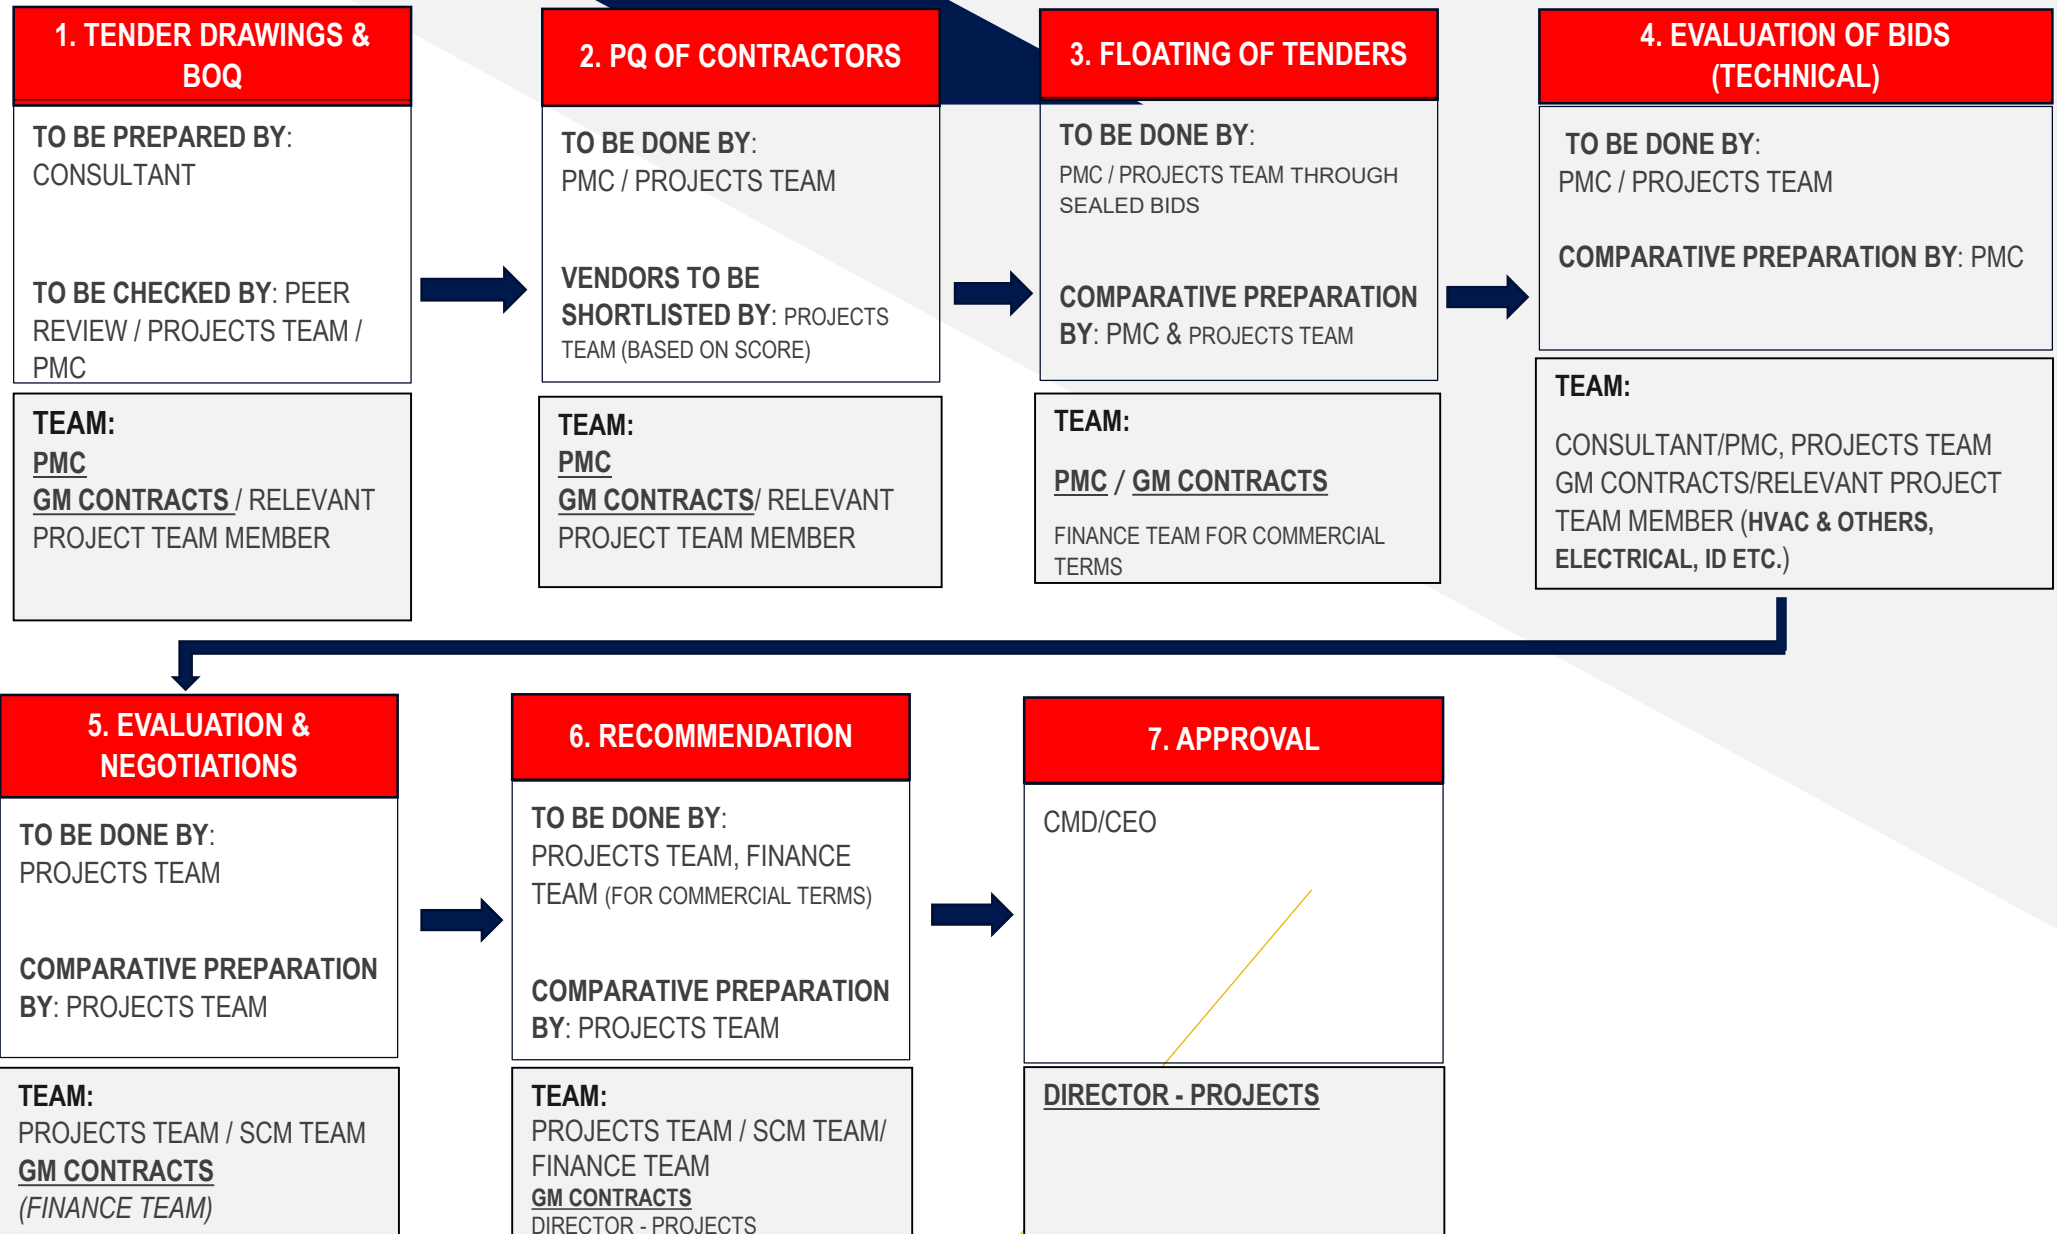 1. TENDER DRAWINGS &
BOQ
TO BE PREPARED BY:
CONSULTANT
TO BE CHECKED BY: PEER
REVIEW / PROJECTS TEAM /
PMC
TEAM:
PMC
GM CONTRACTS / RELEVANT
PROJECT TEAM MEMBER
2. PQ OF CONTRACTORS
TO BE DONE BY:
PMC / PROJECTS TEAM
VENDORS TO BE
SHORTLISTED BY: PROJECTS
TEAM (BASED ON SCORE)
TEAM:
PMC
GM CONTRACTS/ RELEVANT
PROJECT TEAM MEMBER
3. FLOATING OF TENDERS
TO BE DONE BY:
PMC / PROJECTS TEAM THROUGH
SEALED BIDS
COMPARATIVE PREPARATION
BY: PMC & PROJECTS TEAM
TEAM:
PMC / GM CONTRACTS
FINANCE TEAM FOR COMMERCIAL
TERMS
4. EVALUATION OF BIDS
(TECHNICAL)
TO BE DONE BY:
PMC / PROJECTS TEAM
COMPARATIVE PREPARATION BY: PMC
TEAM:
CONSULTANT/PMC, PROJECTS TEAM
GM CONTRACTS/RELEVANT PROJECT
TEAM MEMBER (HVAC & OTHERS,
ELECTRICAL, ID ETC.)
5. EVALUATION &
NEGOTIATIONS
TO BE DONE BY:
PROJECTS TEAM
COMPARATIVE PREPARATION
BY: PROJECTS TEAM
TEAM:
PROJECTS TEAM / SCM TEAM
GM CONTRACTS
(FINANCE TEAM)
6. RECOMMENDATION
TO BE DONE BY:
PROJECTS TEAM, FINANCE
TEAM (FOR COMMERCIAL TERMS)
COMPARATIVE PREPARATION
BY: PROJECTS TEAM
TEAM:
PROJECTS TEAM / SCM TEAM/
FINANCE TEAM
GM CONTRACTS
DIRECTOR - PROJECTS
7. APPROVAL
CMD/CEO
DIRECTOR - PROJECTS